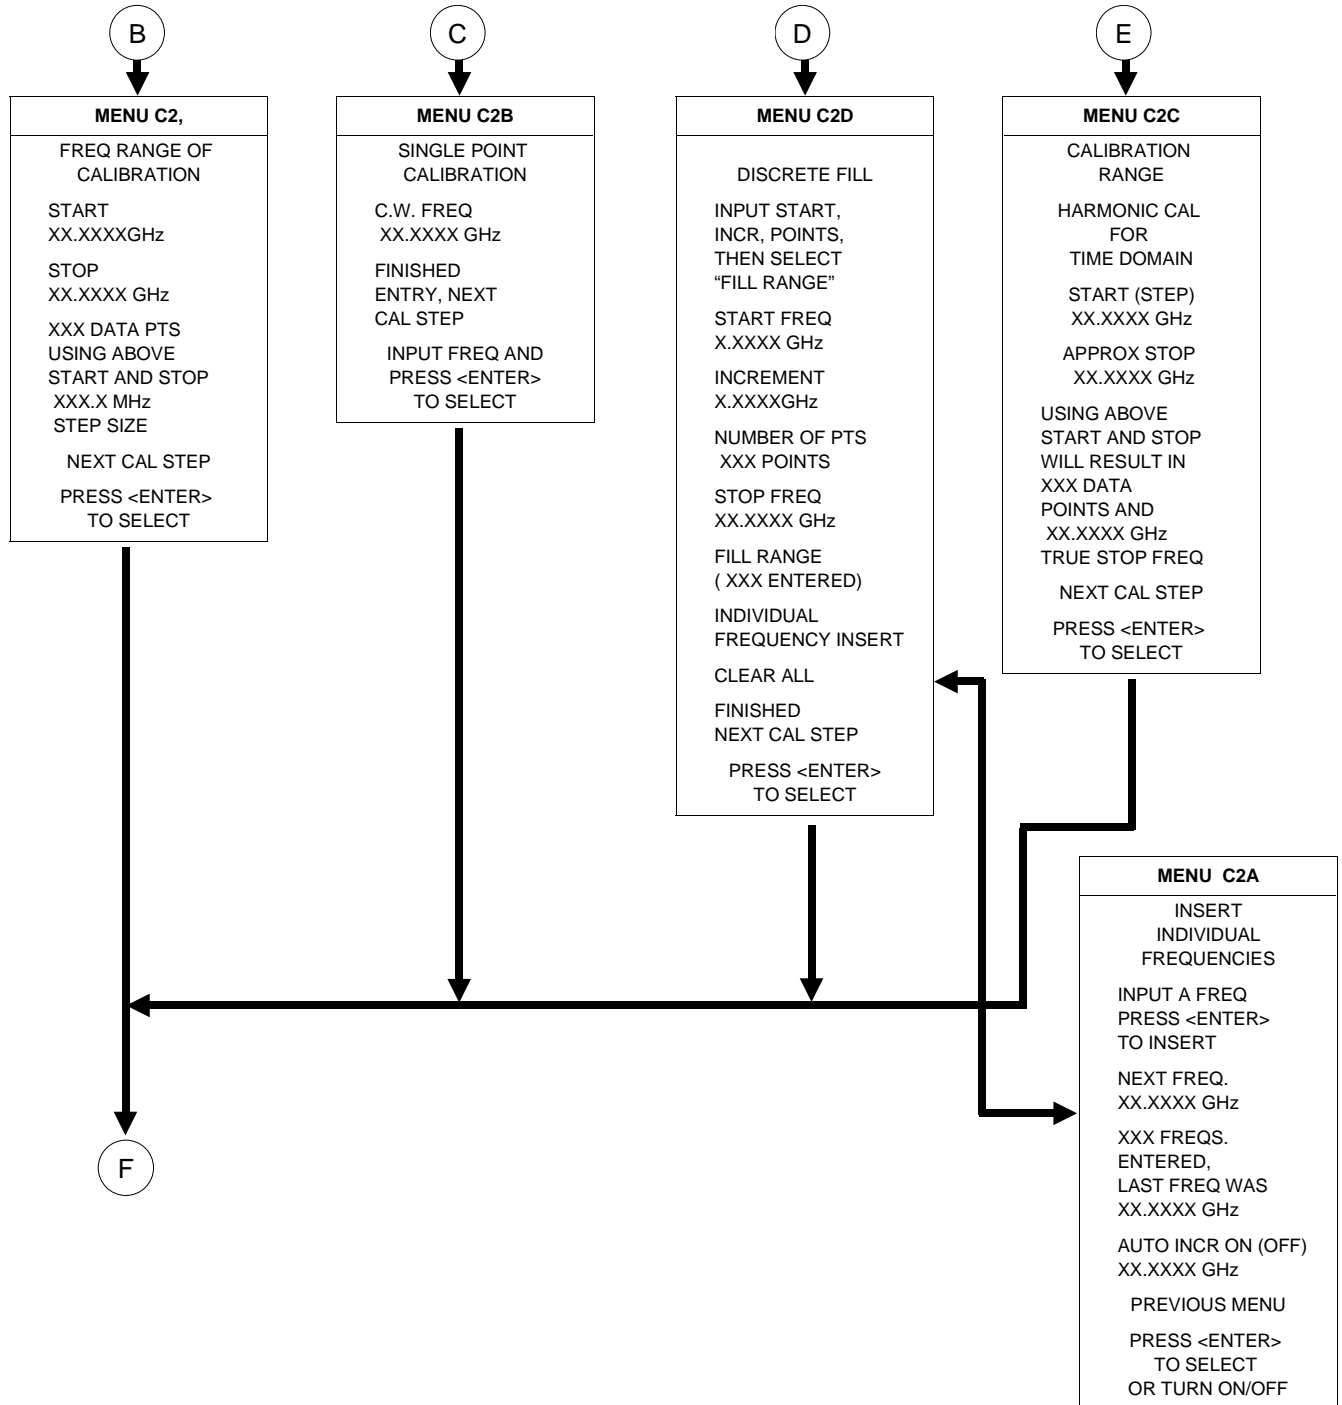 B
C
D
E
MENU C2,
FREQ RANGE OF
CALIBRATION
START
XX.XXXXGHz
STOP
XX.XXXX GHz
XXX DATA PTS
USING ABOVE
START AND STOP
XXX.X MHz
STEP SIZE
NEXT CAL STEP
PRESS <ENTER>
TO SELECT
MENU C2B
SINGLE POINT
CALIBRATION
C.W. FREQ
XX.XXXX GHz
FINISHED
ENTRY, NEXT
CAL STEP
INPUT FREQ AND
PRESS <ENTER>
TO SELECT
MENU C2D
DISCRETE FILL
INPUT START,
INCR, POINTS,
THEN SELECT
“FILL RANGE”
START FREQ
X.XXXX GHz
INCREMENT
X.XXXXGHz
NUMBER OF PTS
XXX POINTS
STOP FREQ
XX.XXXX GHz
FILL RANGE
( XXX ENTERED)
INDIVIDUAL
FREQUENCY INSERT
CLEAR ALL
FINISHED
NEXT CAL STEP
PRESS <ENTER>
TO SELECT
MENU C2C
CALIBRATION
RANGE
HARMONIC CAL
FOR
TIME DOMAIN
START (STEP)
XX.XXXX GHz
APPROX STOP
XX.XXXX GHz
USING ABOVE
START AND STOP
WILL RESULT IN
XXX DATA
POINTS AND
XX.XXXX GHz
TRUE STOP FREQ
NEXT CAL STEP
PRESS <ENTER>
TO SELECT
MENU C2A
INSERT
INDIVIDUAL
FREQUENCIES
INPUT A FREQ
PRESS <ENTER>
TO INSERT
NEXT FREQ.
XX.XXXX GHz
XXX FREQS.
ENTERED,
LAST FREQ WAS
XX.XXXX GHz
AUTO INCR ON (OFF)
XX.XXXX GHz
PREVIOUS MENU
PRESS <ENTER>
TO SELECT
OR TURN ON/OFF
F